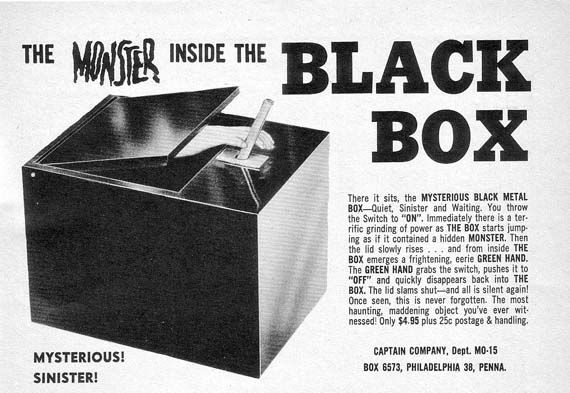 THE MONSTER INSIDE THE BLACK
BOX
There it sits, the MYSTERIOUS BLACK METAL
BOX—Quiet, Sinister and Waiting. You throw
the Switch to "ON". Immediately there is a ter-
rific grinding of power as THE BOX starts jump-
ing as if it contained a hidden MONSTER. Then
the lid slowly rises . . . and from inside THE
BOX emerges a frightening, eerie GREEN HAND.
The GREEN HAND grabs the switch, pushes it to
"OFF" and quickly disappears back into THE
BOX. The lid slams shut—and all is silent again!
Once seen, this is never forgotten. The most
haunting, maddening object you've ever wit-
nessed! Only $4.95 plus 25c postage & handling.
CAPTAIN COMPANY, Dept. MO-15
BOX 6573, PHILADELPHIA 38, PENNA.
MYSTERIOUS!
SINISTER!